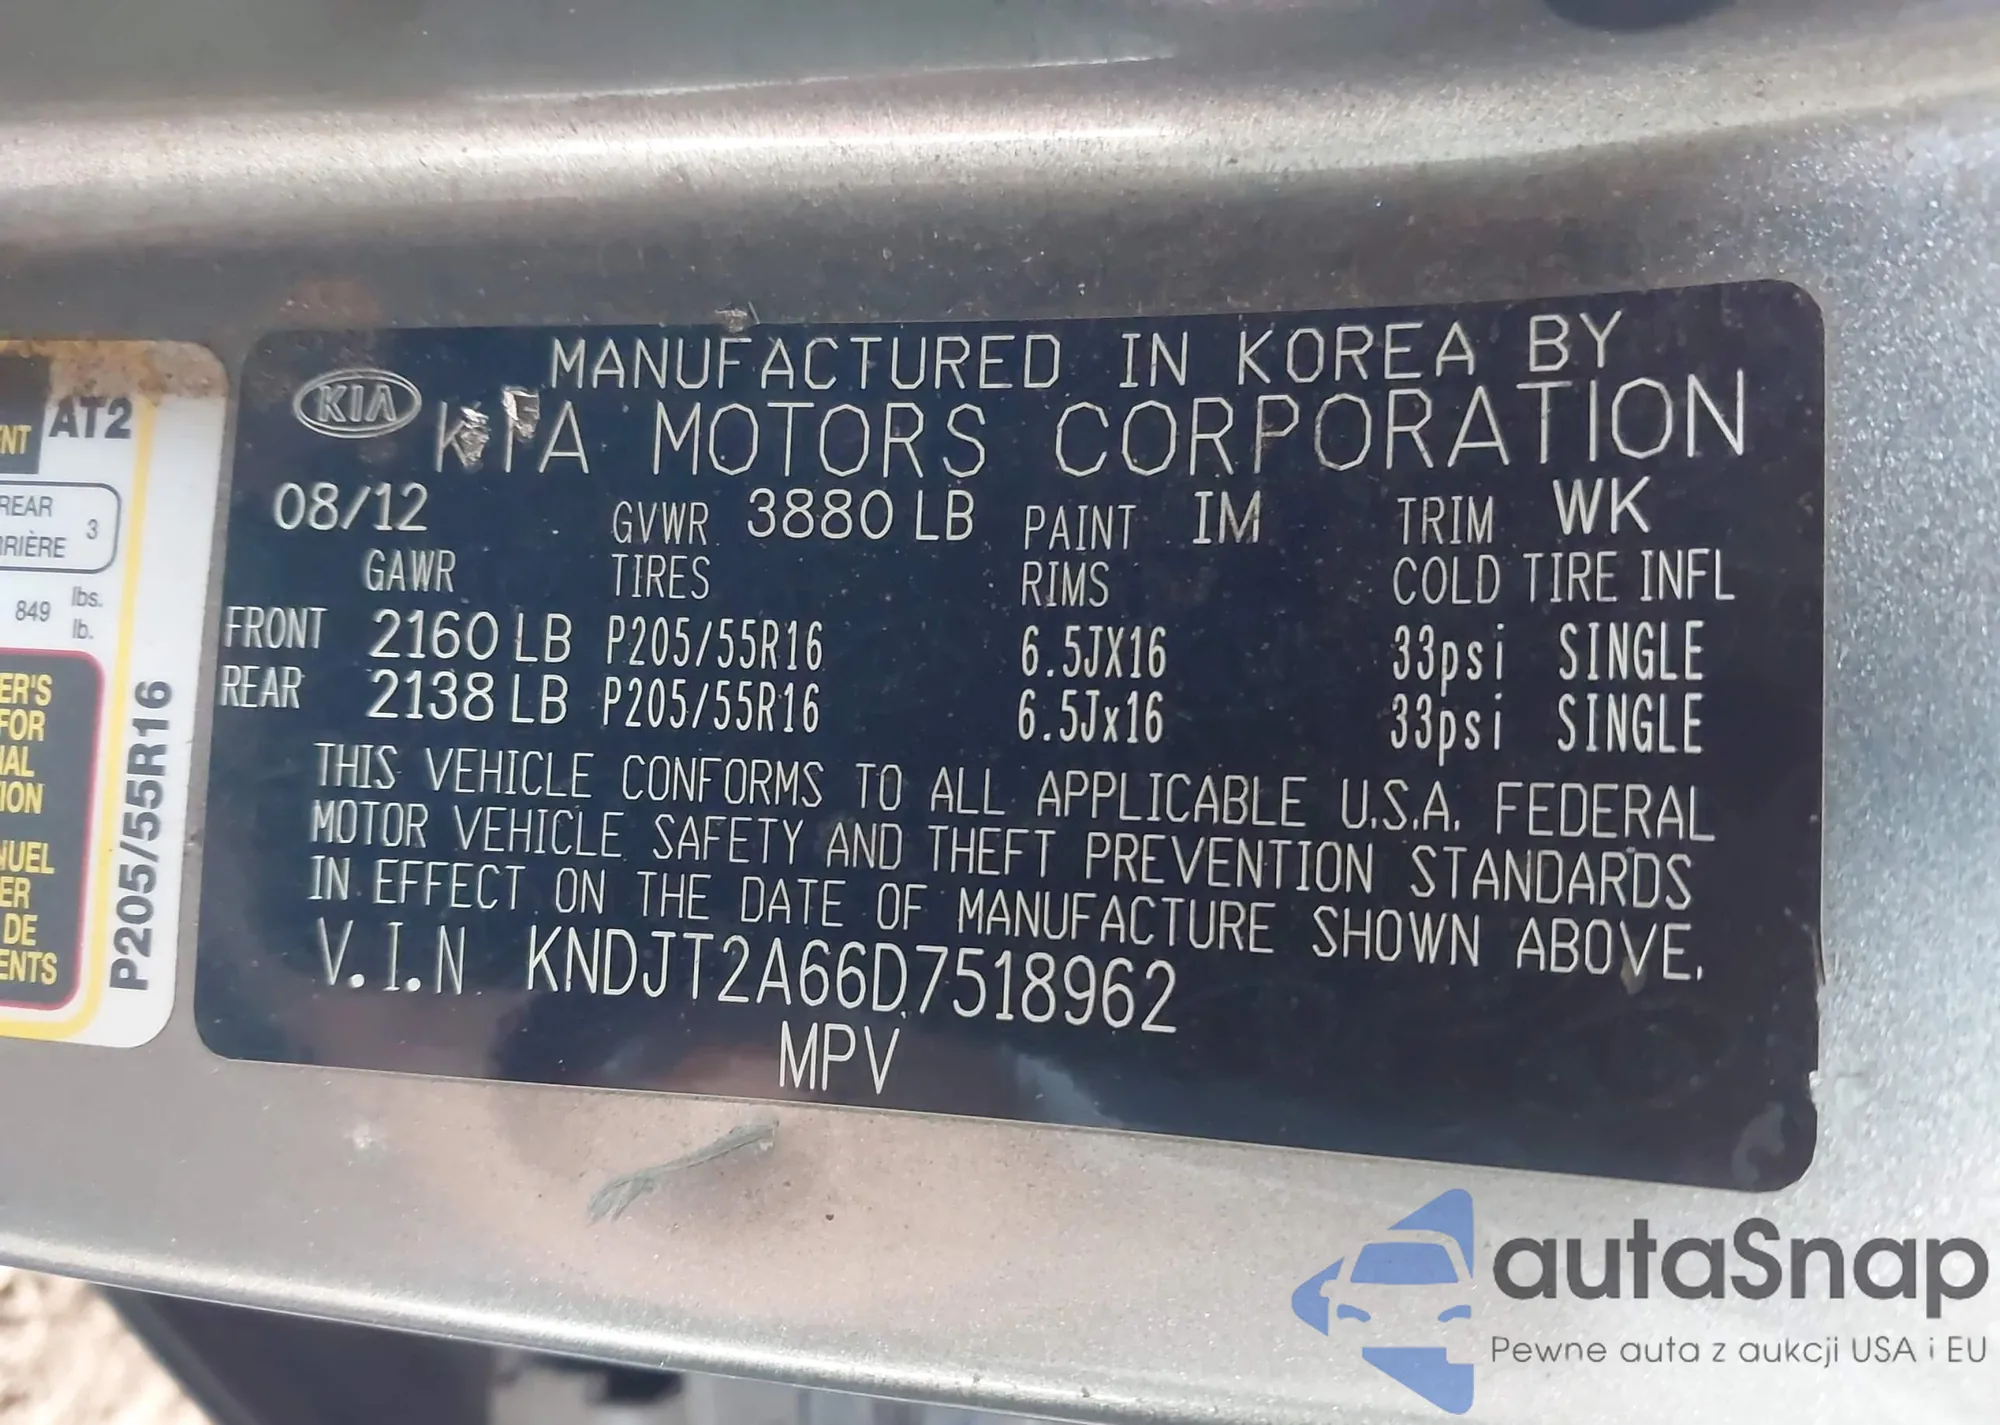 MANUFACTURED IN KOREA BY
KIA KIA MOTORS CORPORATION
08/12 GVWR 3880 LB PAINT IM TRIM WK
GAWR TIRES RIMS COLD TIRE INFL
FRONT 2160 LB P205/55R16 6.5JX16 33psi SINGLE
REAR 2138 LB P205/55R16 6.5Jx16 33psi SINGLE
THIS VEHICLE CONFORMS TO ALL APPLICABLE U.S.A. FEDERAL
MOTOR VEHICLE SAFETY AND THEFT PREVENTION STANDARDS
IN EFFECT ON THE DATE OF MANUFACTURE SHOWN ABOVE.
V.I.N KNDJT2A66D7518962
MPV
AT2
REAR
3
849 lbs.
lb.
FOR
DE
P205/55R16
autaSnap
Pewne auta z aukcji USA i EU